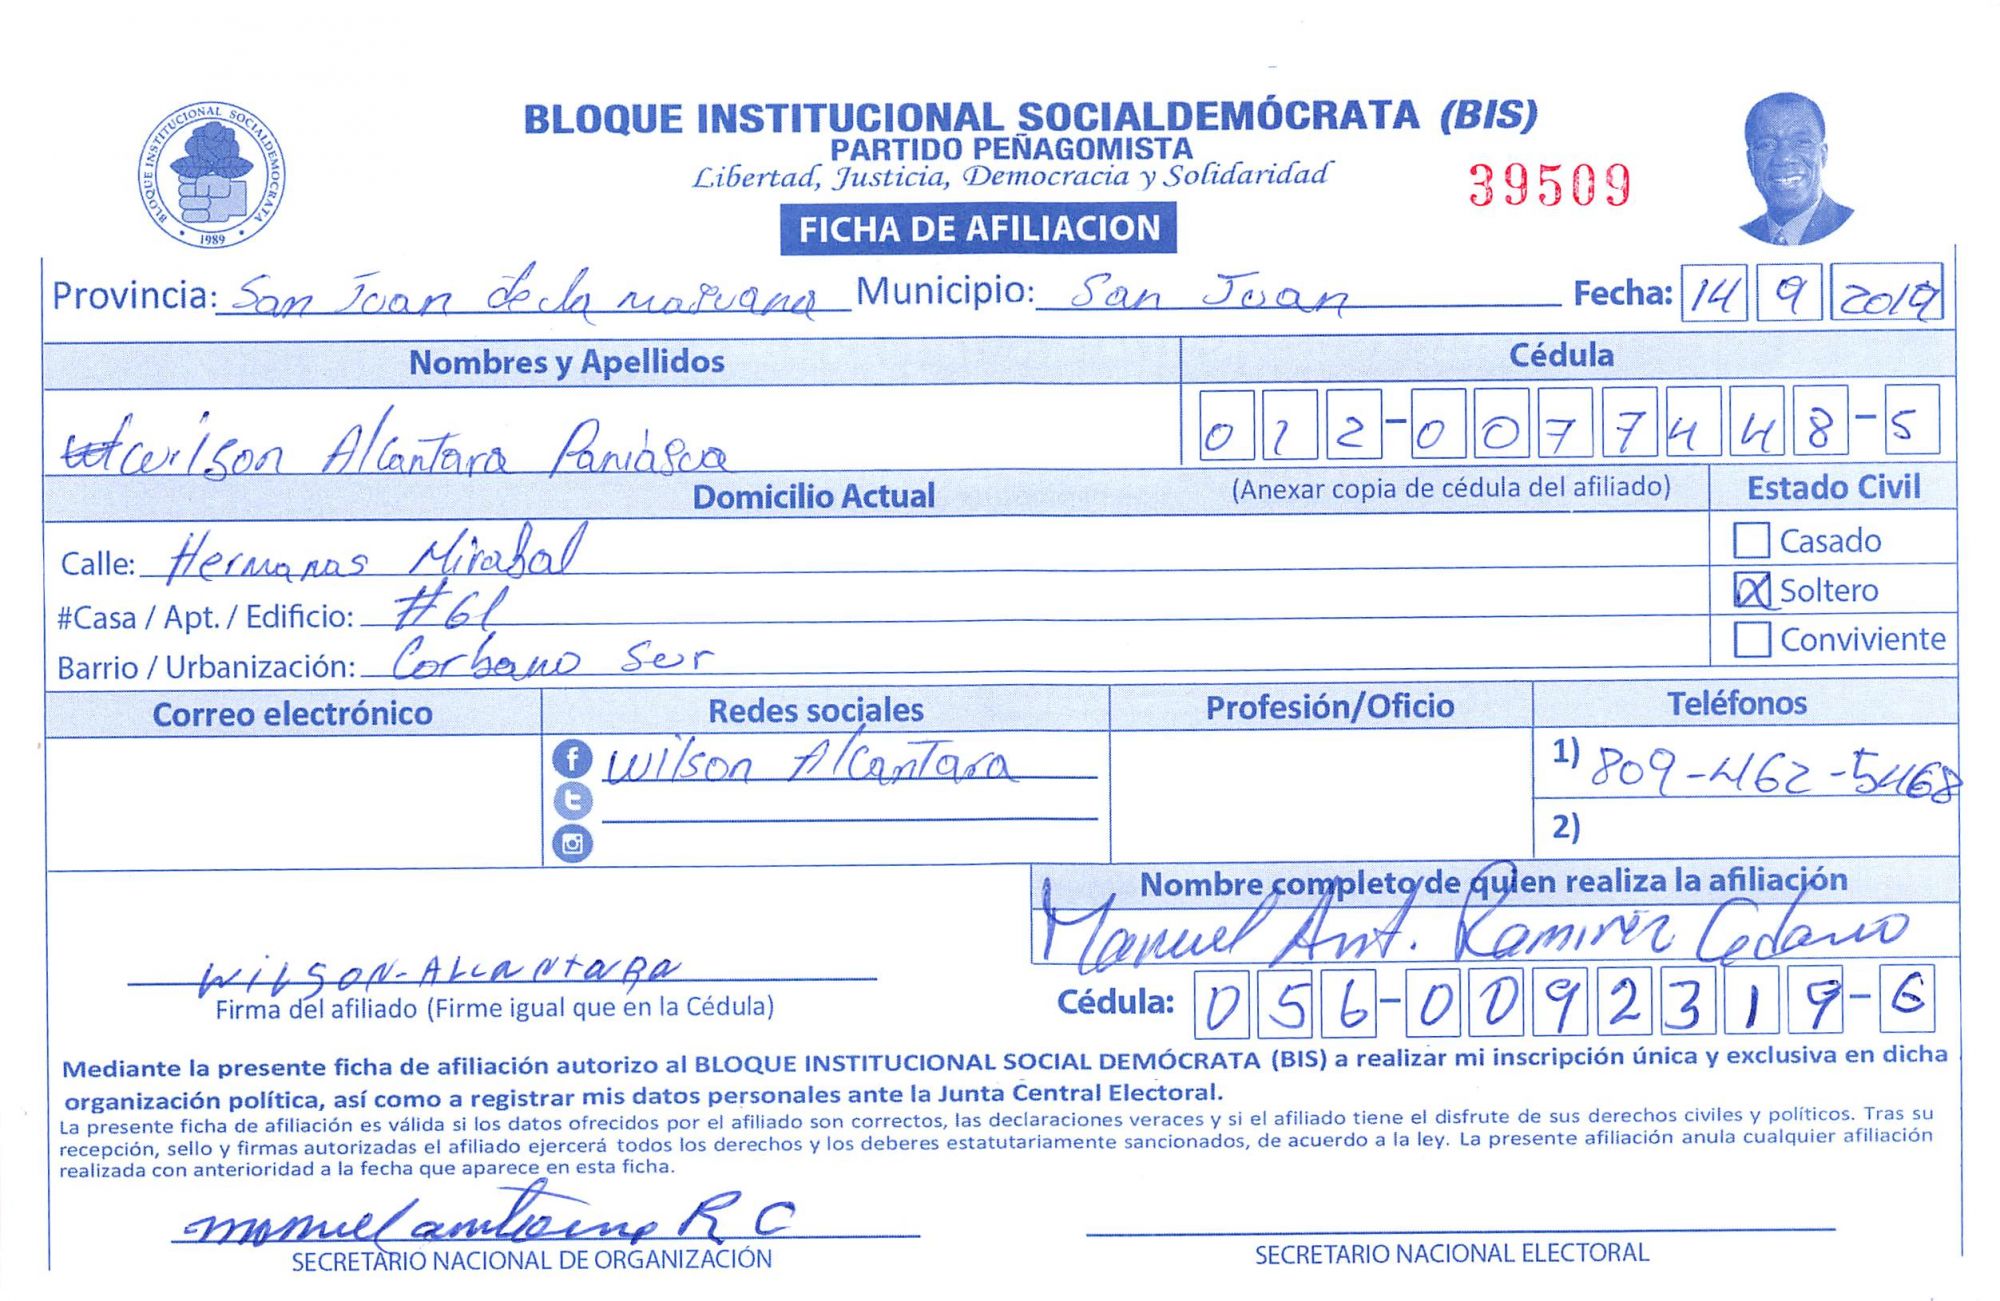 BLOQUE INSTITUCIONAL SOCIALDEMÓCRATA (BIS)
PARTIDO PEÑAGOMISTA
Libertad, Justicia, Democracia y Solidaridad
39509
BLOQUE INSTITUCIONAL SOCIALDEMOCRATA
1989
FICHA DE AFILIACION
Provincia: San Juan de la maguana Municipio: San Juan Fecha: 14 9 2019
Nombres y Apellidos Cédula
Wilson Alcantara Paniagua 012-0077448-5
Domicilio Actual (Anexar copia de cédula del afiliado) Estado Civil
Calle: Hermanas Mirabal Casado
#Casa / Apt. / Edificio: #61 Soltero
Barrio / Urbanización: Corbano Sur Conviviente
Correo electrónico Redes sociales Profesión/Oficio Teléfonos
Wilson Alcantara 1) 809-462-5468
2)
Nombre completo de quien realiza la afiliación
Manuel Ant. Ramirez Cedano
WiLSON-ALCANtARA
Firma del afiliado (Firme igual que en la Cédula) Cédula: 056-0092319-6
Mediante la presente ficha de afiliación autorizo al BLOQUE INSTITUCIONAL SOCIAL DEMÓCRATA (BIS) a realizar mi inscripción única y exclusiva en dicha
organización política, así como a registrar mis datos personales ante la Junta Central Electoral.
La presente ficha de afiliación es válida si los datos ofrecidos por el afiliado son correctos, las declaraciones veraces y si el afiliado tiene el disfrute de sus derechos civiles y políticos. Tras su
recepción, sello y firmas autorizadas el afiliado ejercerá todos los derechos y los deberes estatutariamente sancionados, de acuerdo a la ley. La presente afiliación anula cualquier afiliación
realizada con anterioridad a la fecha que aparece en esta ficha.
manuel antonio R C
SECRETARIO NACIONAL DE ORGANIZACIÓN SECRETARIO NACIONAL ELECTORAL